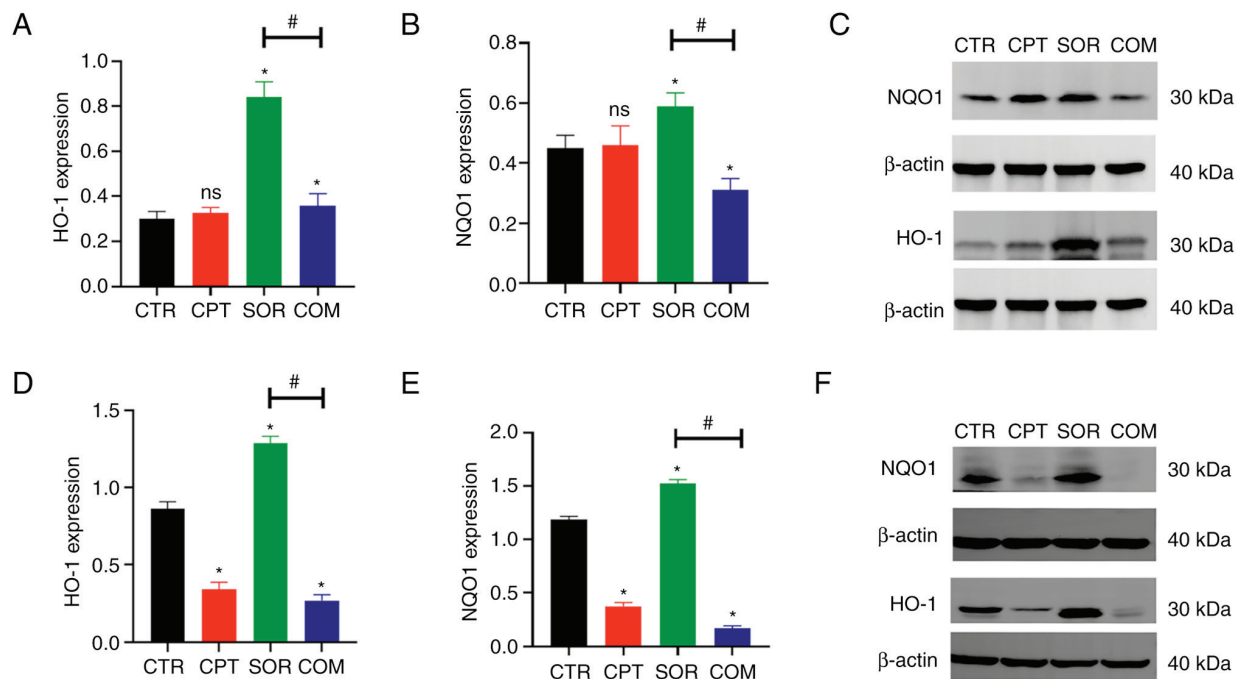 A
#
HO-1 expression
1.0
0.8
0.6
0.4
0.2
0.0
ns
*
*
CTR CPT SOR COM
B
#
NQO1 expression
0.8
0.6
0.4
0.2
0.0
ns
*
*
CTR CPT SOR COM
C
CTR CPT SOR COM
NQO1 30 kDa
β-actin 40 kDa
HO-1 30 kDa
β-actin 40 kDa
D
#
HO-1 expression
1.5
1.0
0.5
0.0
*
*
*
CTR CPT SOR COM
E
#
NQO1 expression
2.0
1.5
1.0
0.5
0.0
*
*
*
CTR CPT SOR COM
F
CTR CPT SOR COM
NQO1 30 kDa
β-actin 40 kDa
HO-1 30 kDa
β-actin 40 kDa